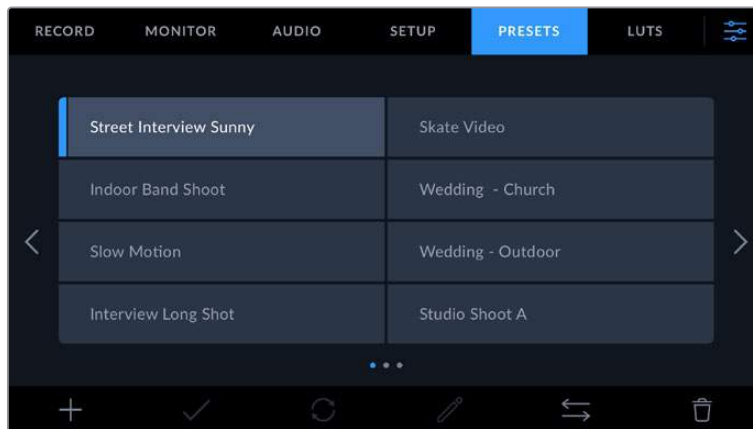 RECORD MONITOR AUDIO SETUP PRESETS LUTS
Street Interview Sunny Skate Video
Indoor Band Shoot Wedding - Church
Slow Motion Wedding - Outdoor
Interview Long Shot Studio Shoot A